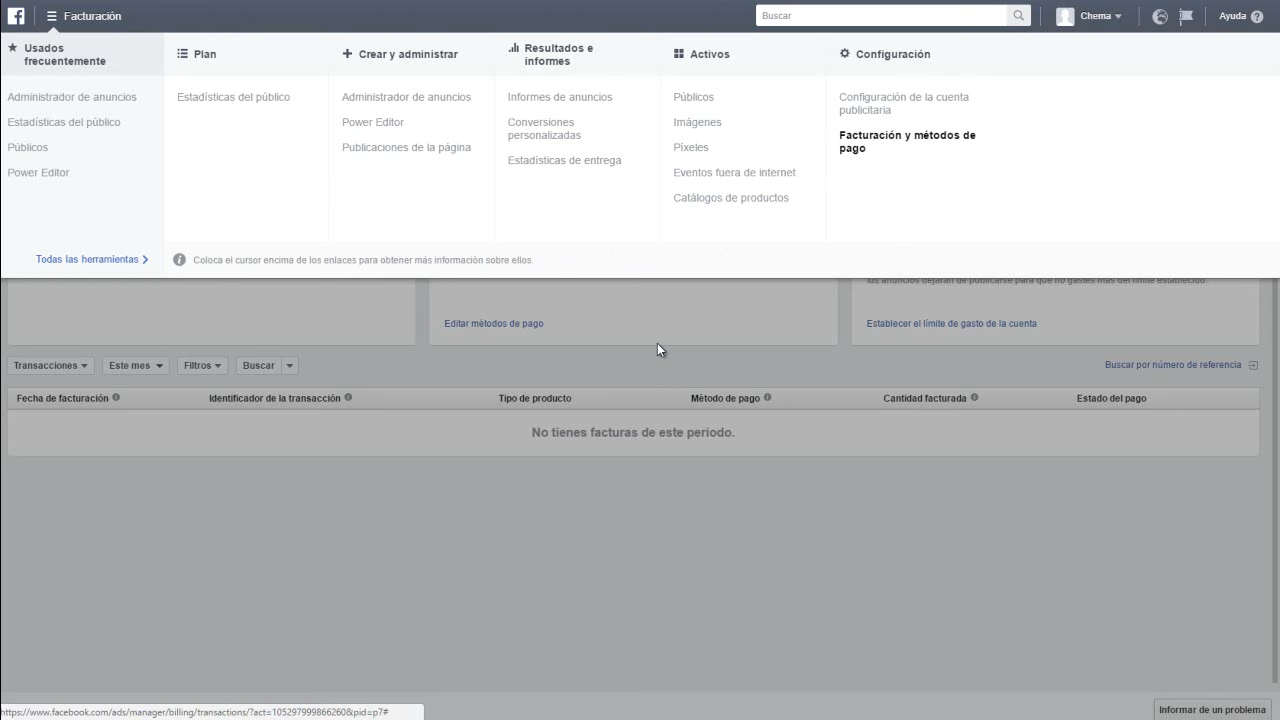 Facturación
Buscar
Chema
Ayuda
Usados
frecuentemente
Administrador de anuncios
Estadísticas del público
Públicos
Power Editor
Todas las herramientas
Plan
Estadísticas del público
Crear y administrar
Administrador de anuncios
Power Editor
Publicaciones de la página
Resultados e
informes
Informes de anuncios
Conversiones
personalizadas
Estadísticas de entrega
Activos
Públicos
Imágenes
Píxeles
Eventos fuera de internet
Catálogos de productos
Configuración
Configuración de la cuenta
publicitaria
Facturación y métodos de
pago
Coloca el cursor encima de los enlaces para obtener más información sobre ellos.
tus anuncios dejarán de publicarse para que no gastes más del límite establecido.
Editar métodos de pago
Establecer el límite de gasto de la cuenta
Transacciones
Este mes
Filtros
Buscar
Buscar por número de referencia
Fecha de facturación
Identificador de la transacción
Tipo de producto
Método de pago
Cantidad facturada
Estado del pago
No tienes facturas de este periodo.
https://www.facebook.com/ads/manager/billing/transactions/?act=105297999866260&pid=p7#
Informar de un problema